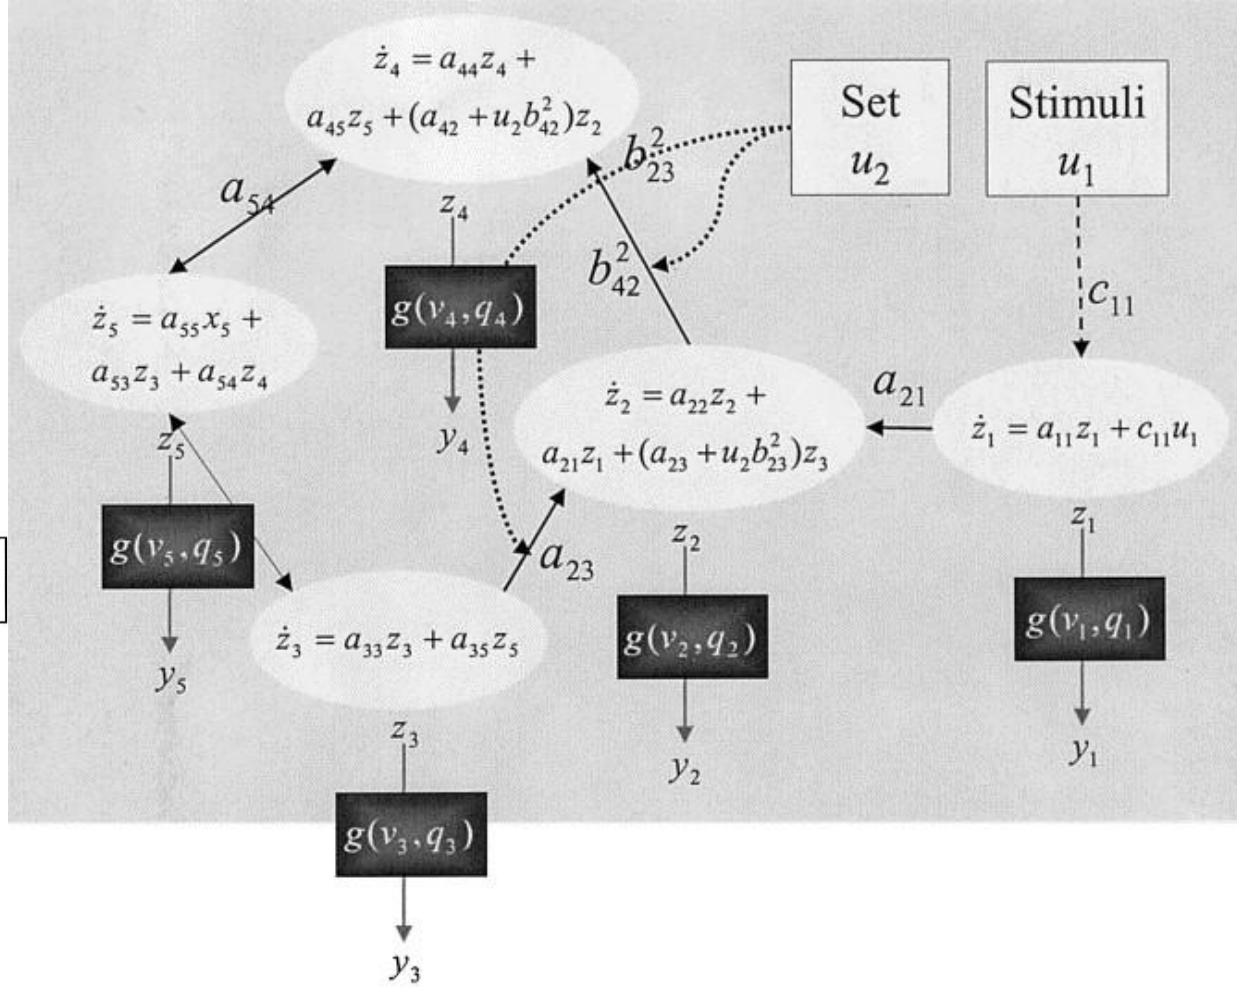 ż₄ = a₄₄z₄ +
a₄₅z₅ + (a₄₂ + u₂b²₄₂)z₂
Set
u₂
Stimuli
u₁
b²₂₃
a₅₄
z₄
g(v₄,q₄)
y₄
b²₄₂
c₁₁
ż₅ = a₅₅x₅ +
a₅₃z₃ + a₅₄z₄
z₅
g(v₅,q₅)
y₅
ż₂ = a₂₂z₂ +
a₂₁z₁ + (a₂₃ + u₂b²₂₃)z₃
a₂₁
ż₁ = a₁₁z₁ + c₁₁u₁
z₁
g(v₁,q₁)
y₁
z₂
g(v₂,q₂)
y₂
a₂₃
ż₃ = a₃₃z₃ + a₃₅z₅
z₃
g(v₃,q₃)
y₃